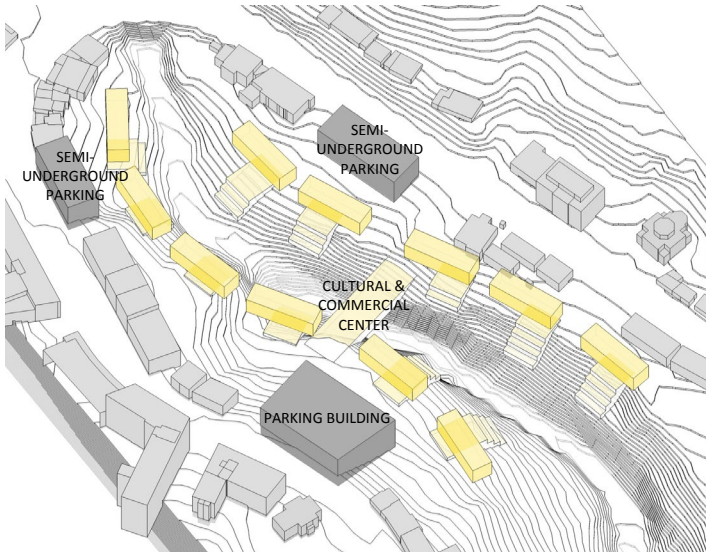 SEMI-
UNDERGROUND
PARKING
SEMI-
UNDERGROUND
PARKING
CULTURAL &
COMMERCIAL
CENTER
PARKING BUILDING